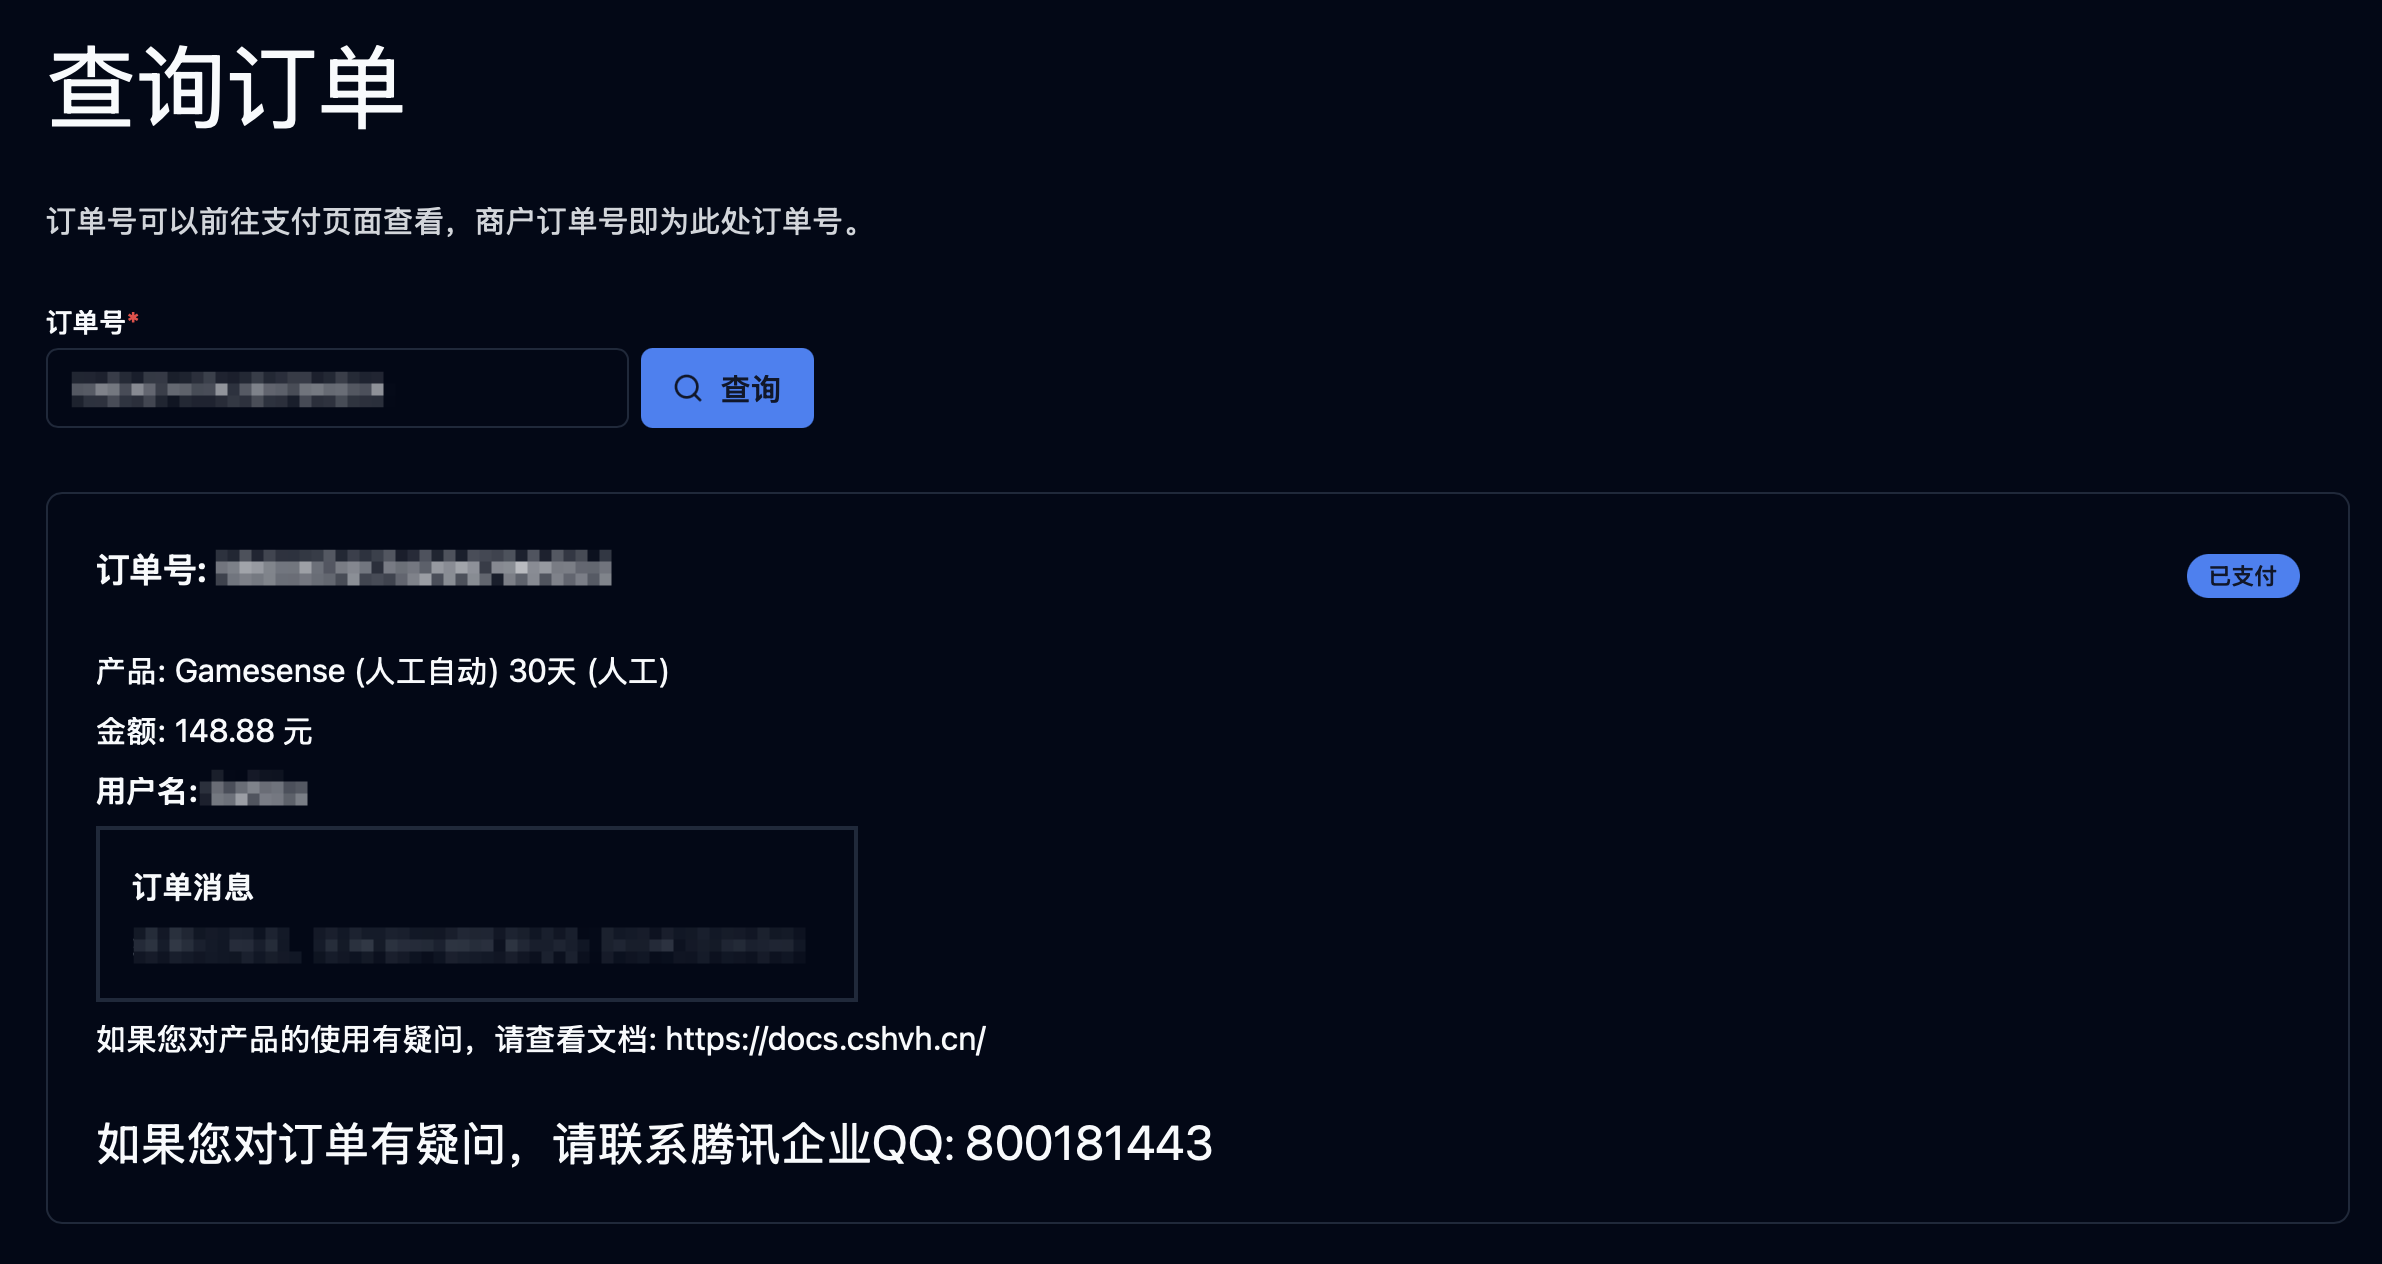 查询订单
订单号可以前往支付页面查看，商户订单号即为此处订单号。
订单号*
查询
订单号:
已支付
产品: Gamesense (人工自动) 30天 (人工)
金额: 148.88 元
用户名:
订单消息
如果您对产品的使用有疑问，请查看文档: https://docs.cshvh.cn/
如果您对订单有疑问，请联系腾讯企业QQ: 800181443